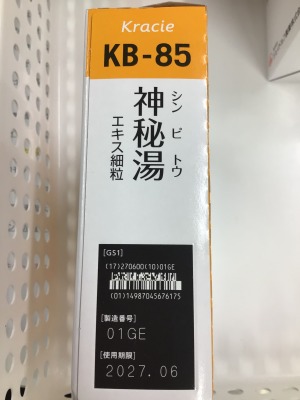 Kracie
KB-85
シンピトウ
神秘湯
エキス細粒
[GS1]
(17)270600(10)01GE
(01)14987045676175
[製造番号]
01GE
[使用期限]
2027.06